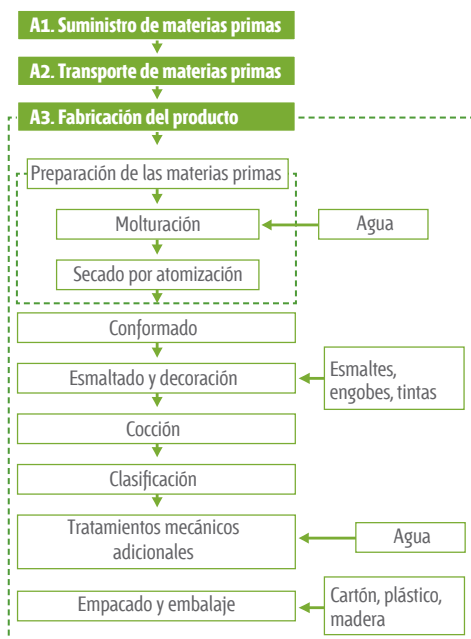 A1. Suministro de materias primas
A2. Transporte de materias primas
A3. Fabricación del producto
Preparación de las materias primas
Molturación
Agua
Secado por atomización
Conformado
Esmaltado y decoración
Esmaltes,
engobes, tintas
Cocción
Clasificación
Tratamientos mecánicos
adicionales
Agua
Empacado y embalaje
Cartón, plástico,
madera